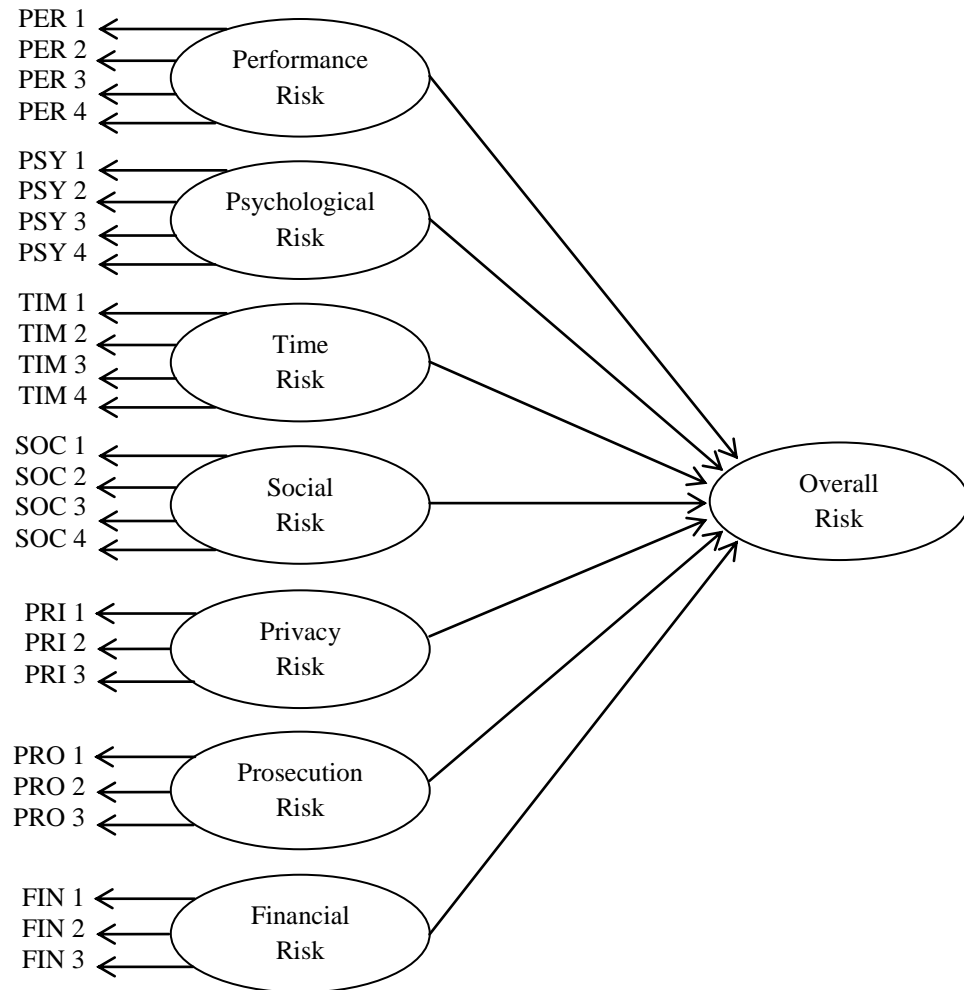 PER 1
PER 2
PER 3
PER 4
Performance
Risk
PSY 1
PSY 2
PSY 3
PSY 4
Psychological
Risk
TIM 1
TIM 2
TIM 3
TIM 4
Time
Risk
SOC 1
SOC 2
SOC 3
SOC 4
Social
Risk
Overall
Risk
PRI 1
PRI 2
PRI 3
Privacy
Risk
PRO 1
PRO 2
PRO 3
Prosecution
Risk
FIN 1
FIN 2
FIN 3
Financial
Risk